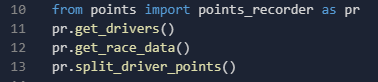 10 from points import points_recorder as pr
11 pr.get_drivers()
12 pr.get_race_data()
13 pr.split_driver_points()